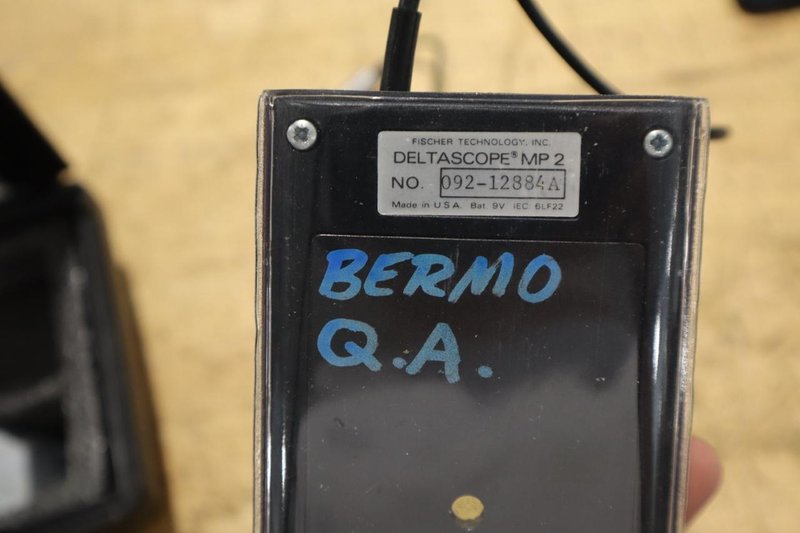 FISCHER TECHNOLOGY, INC.
DELTASCOPE® MP 2
NO. 092-12884A
Made in U.S.A. Bat. 9V IEC 6LF22
BERMO
Q.A.